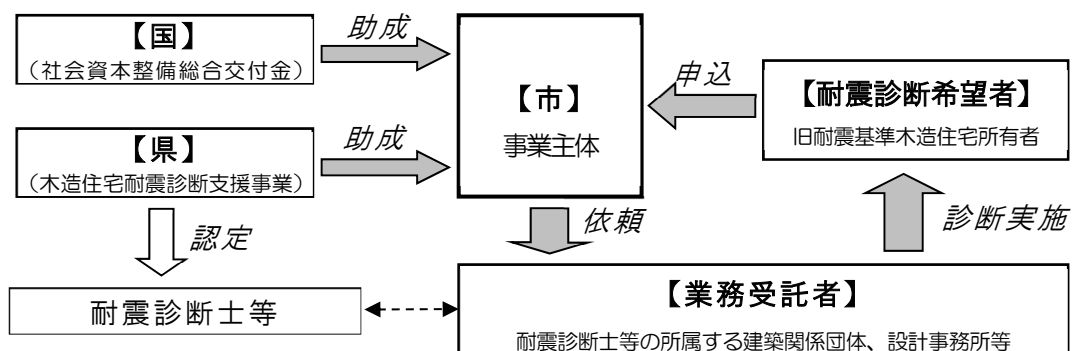 【国】
（社会資本整備総合交付金）
助成
【市】
事業主体
申込
【耐震診断希望者】
旧耐震基準木造住宅所有者
【県】
（木造住宅耐震診断支援事業）
助成
認定
依頼
診断実施
耐震診断士等
【業務受託者】
耐震診断士等の所属する建築関係団体、設計事務所等